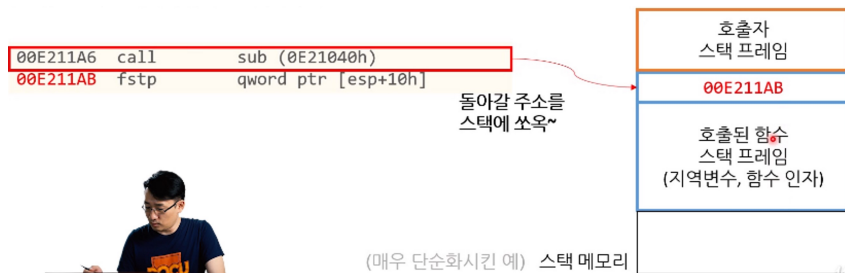 00E211A6 call sub (0E21040h)
00E211AB fstp qword ptr [esp+10h]
돌아갈 주소를
스택에 쏘옥~
호출자
스택 프레임
00E211AB
호출된 함수
스택 프레임
(지역변수, 함수 인자)
(매우 단순화시킨 예) 스택 메모리
POCU